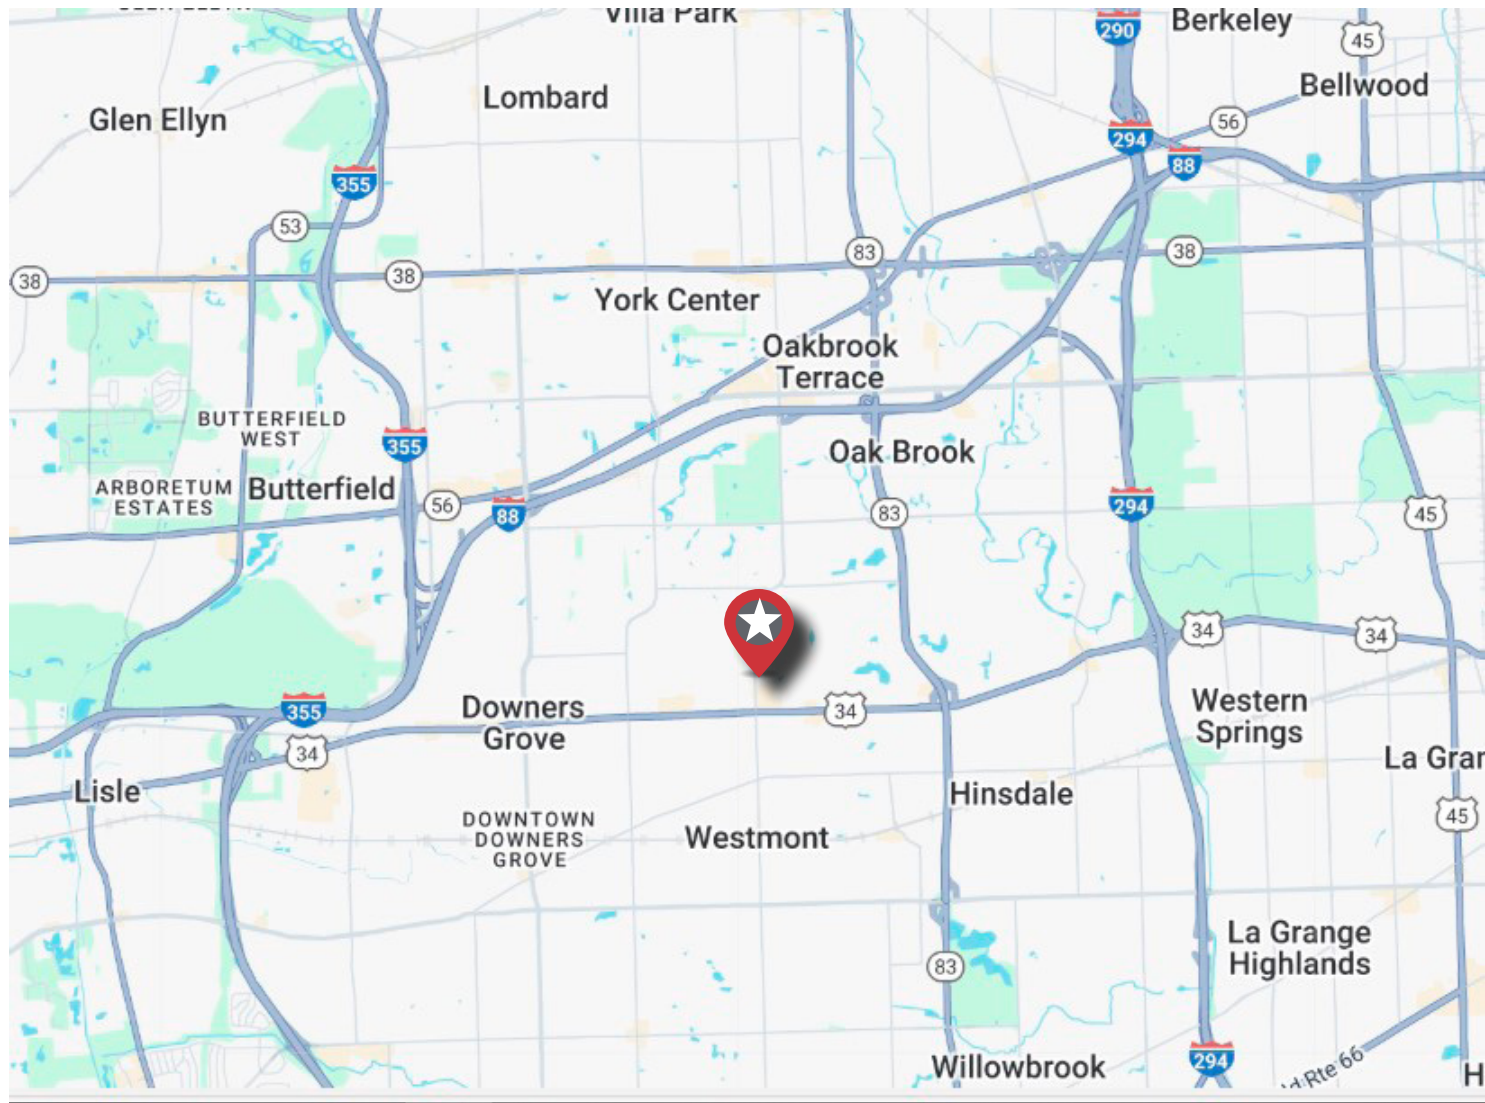 Villa Park
Berkeley
290
45
Bellwood
Lombard
Glen Ellyn
56
294
88
355
53
83
38
38
38
York Center
Oakbrook
Terrace
BUTTERFIELD
WEST
355
Oak Brook
ARBORETUM
ESTATES
Butterfield
56
88
83
294
45
34
34
Downers
Grove
355
34
34
Western
Springs
La Gran
Lisle
Hinsdale
45
DOWNTOWN
DOWNERS
GROVE
Westmont
La Grange
Highlands
83
Willowbrook
294
d Rte 66
H